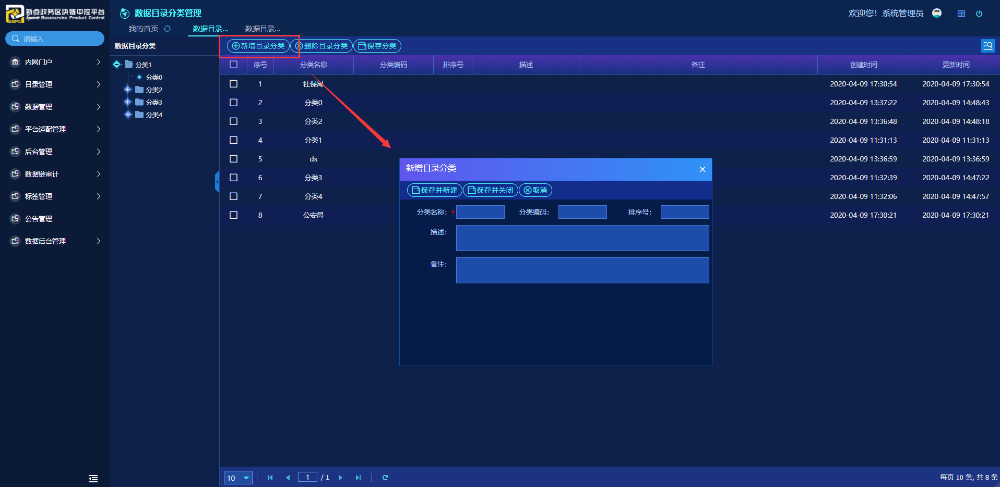 新点政务区块链中控平台
Epoint Baseservice Product Control
EBPC
请输入
内网门户
目录管理
数据管理
平台适配管理
后台管理
数据链审计
标签管理
公告管理
数据后台管理
数据目录分类管理
欢迎您！系统管理员
我的首页 数据目录... 数据目录...
数据目录分类
分类1
分类0
分类2
分类3
分类4
新增目录分类 删除目录分类 保存分类
序号 分类名称 分类编码 排序号 描述 备注 创建时间 更新时间
1 社保局 2020-04-09 17:30:54 2020-04-09 17:30:54
2 分类0 2020-04-09 13:37:22 2020-04-09 14:48:43
3 分类2 2020-04-09 13:36:48 2020-04-09 14:48:18
4 分类1 2020-04-09 11:31:13 2020-04-09 11:31:13
5 ds 2020-04-09 13:36:59 2020-04-09 13:36:59
6 分类3 2020-04-09 11:32:39 2020-04-09 14:47:22
7 分类4 2020-04-09 11:32:06 2020-04-09 14:47:57
8 公安局 2020-04-09 17:30:21 2020-04-09 17:30:21
新增目录分类
保存并新建 保存并关闭 取消
分类名称: * 分类编码: 排序号:
描述:
备注:
10 1 / 1 每页 10 条, 共 8 条